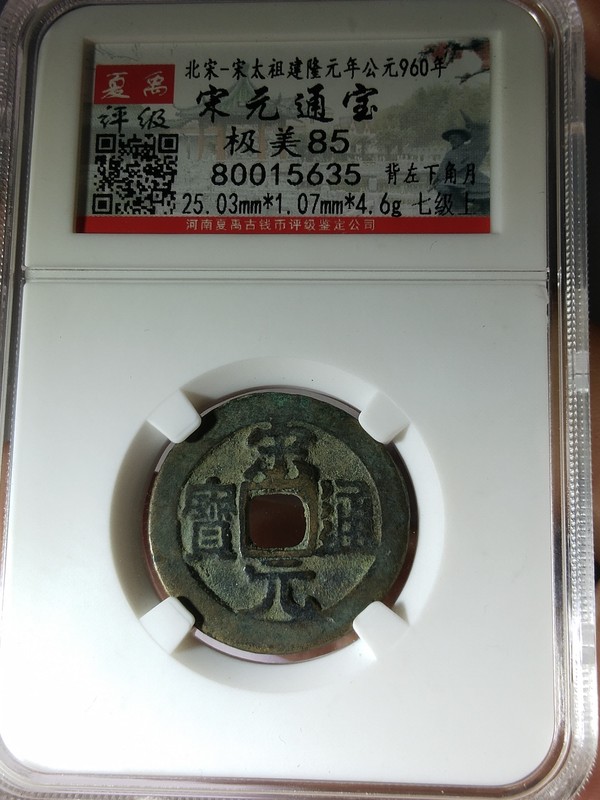 北宋-宋太祖建隆元年公元960年
夏禹
评级
宋元通宝
极美85
80015635 背左下角月
25.03mm*1.07mm*4.6g 七级上
河南夏禹古钱币评级鉴定公司
宋
寶 通
元